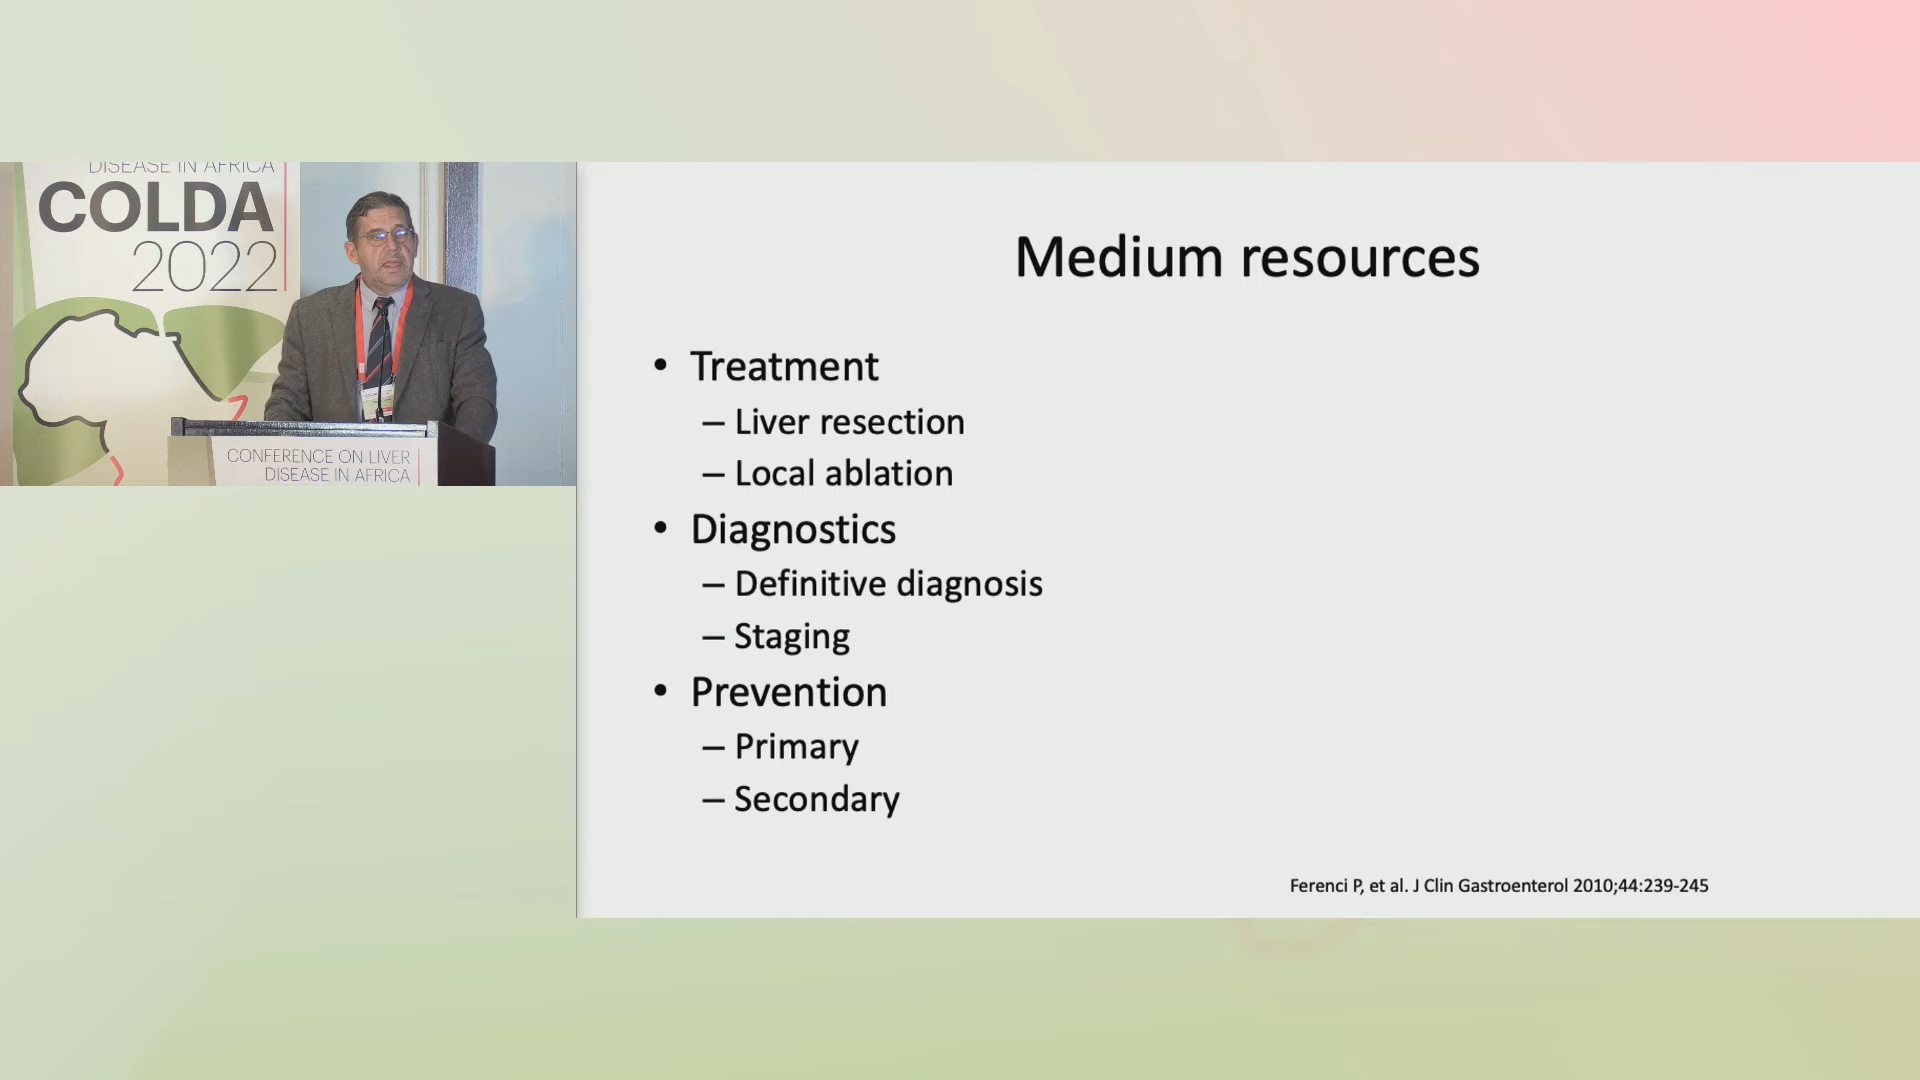 DISEASE IN AFRICA
COLDA
2022
CONFERENCE ON LIVER
DISEASE IN AFRICA
Medium resources
• Treatment
– Liver resection
– Local ablation
• Diagnostics
– Definitive diagnosis
– Staging
• Prevention
– Primary
– Secondary
Ferenci P, et al. J Clin Gastroenterol 2010;44:239-245